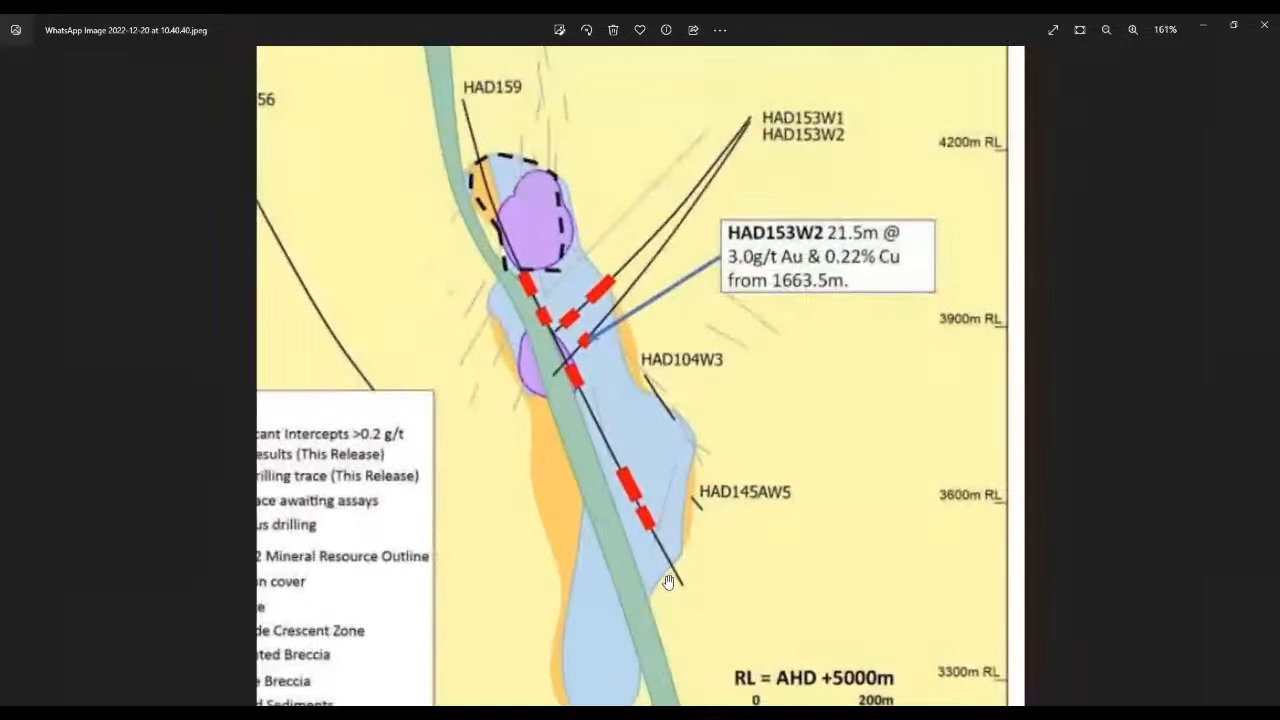 WhatsApp Image 2022-12-20 at 10.40.40.jpeg
161%
56
HAD159
HAD153W1
HAD153W2
4200m RL
HAD153W2 21.5m @
3.0g/t Au & 0.22% Cu
from 1663.5m.
3900m RL
HAD104W3
HAD145AW5
3600m RL
cant Intercepts >0.2 g/t
esults (This Release)
rilling trace (This Release)
ace awaiting assays
us drilling
2 Mineral Resource Outline
n cover
e
de Crescent Zone
ted Breccia
e Breccia
d Sediments
3300m RL
RL = AHD +5000m
0 200m